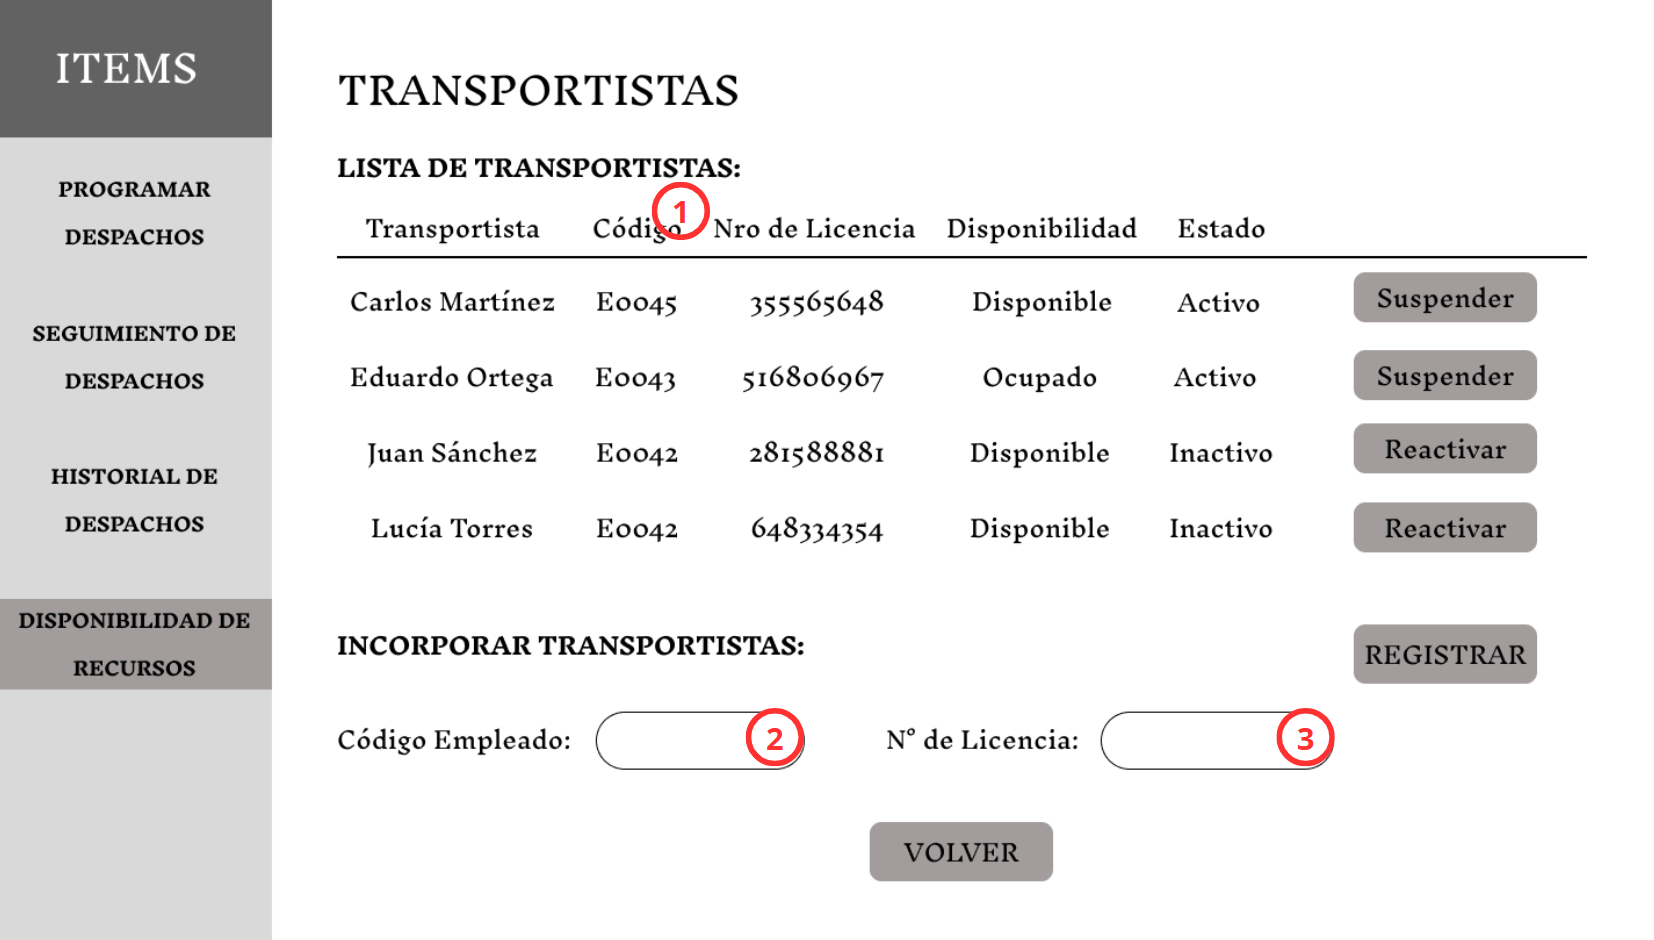 ITEMS
PROGRAMAR
DESPACHOS
SEGUIMIENTO DE
DESPACHOS
HISTORIAL DE
DESPACHOS
DISPONIBILIDAD DE
RECURSOS
TRANSPORTISTAS
LISTA DE TRANSPORTISTAS:
1
Transportista Código Nro de Licencia Disponibilidad Estado
Carlos Martínez E0045 355565648 Disponible Activo Suspender
Eduardo Ortega E0043 516806967 Ocupado Activo Suspender
Juan Sánchez E0042 281588881 Disponible Inactivo Reactivar
Lucía Torres E0042 648334354 Disponible Inactivo Reactivar
INCORPORAR TRANSPORTISTAS: REGISTRAR
Código Empleado: 2 N° de Licencia: 3
VOLVER